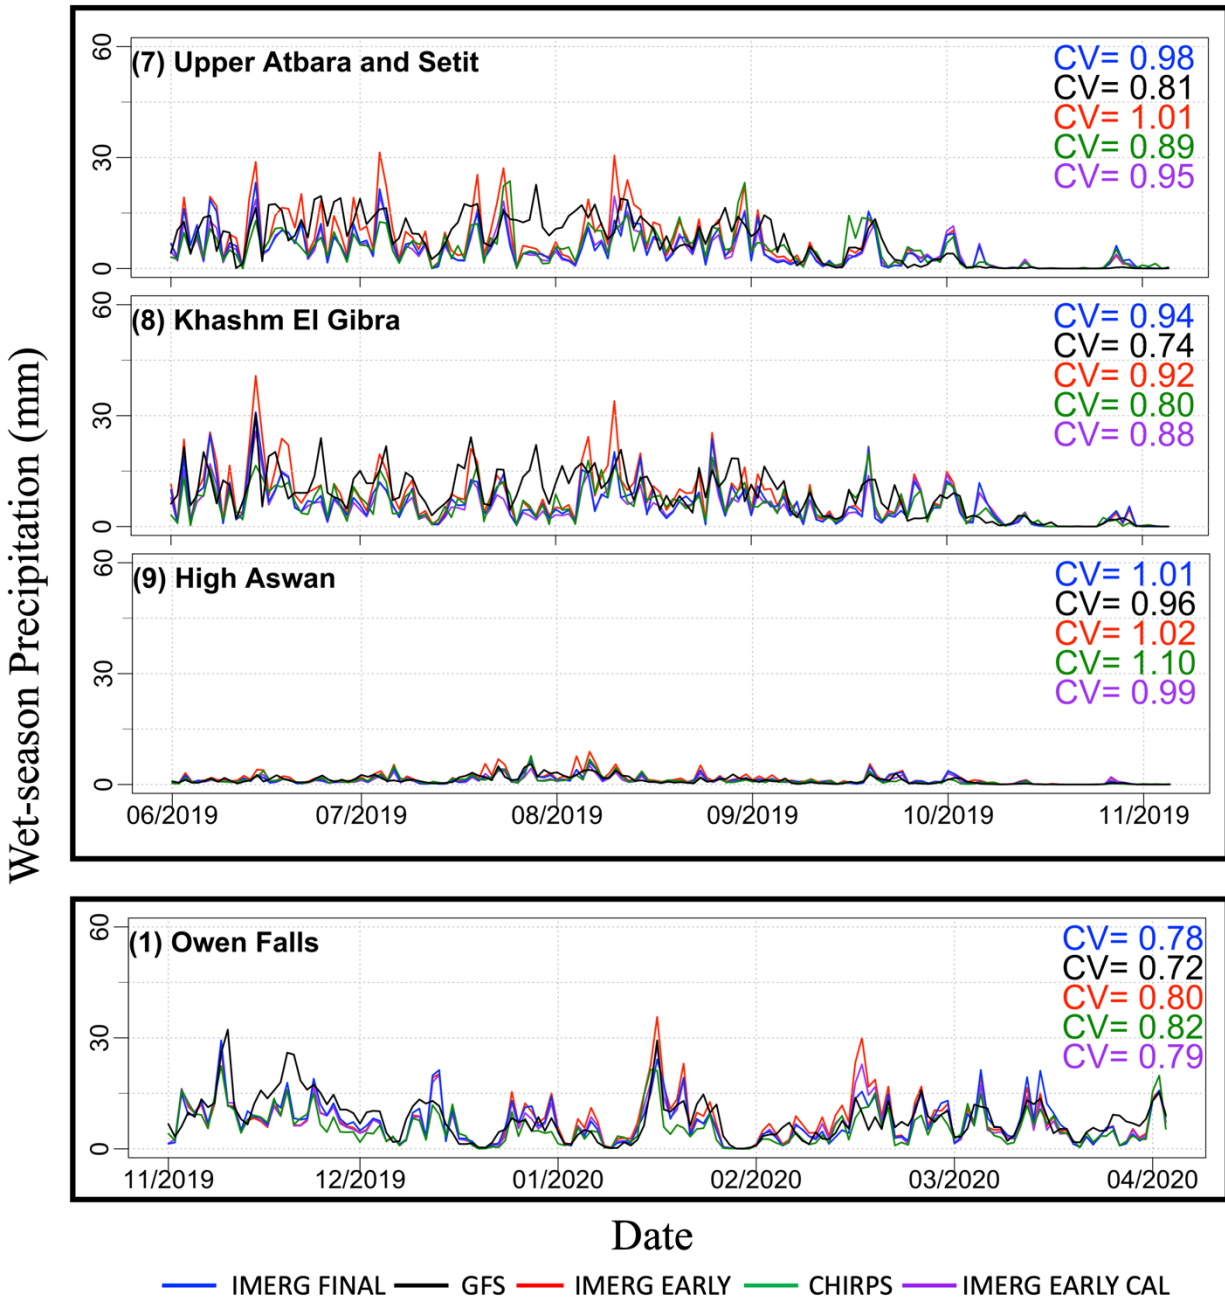 Wet-season Precipitation (mm)
(7) Upper Atbara and Setit
CV= 0.98
CV= 0.81
CV= 1.01
CV= 0.89
CV= 0.95
60
30
0
(8) Khashm El Gibra
CV= 0.94
CV= 0.74
CV= 0.92
CV= 0.80
CV= 0.88
60
30
0
(9) High Aswan
CV= 1.01
CV= 0.96
CV= 1.02
CV= 1.10
CV= 0.99
60
30
0
06/2019 07/2019 08/2019 09/2019 10/2019 11/2019
(1) Owen Falls
CV= 0.78
CV= 0.72
CV= 0.80
CV= 0.82
CV= 0.79
60
30
0
11/2019 12/2019 01/2020 02/2020 03/2020 04/2020
Date
IMERG FINAL GFS IMERG EARLY CHIRPS IMERG EARLY CAL